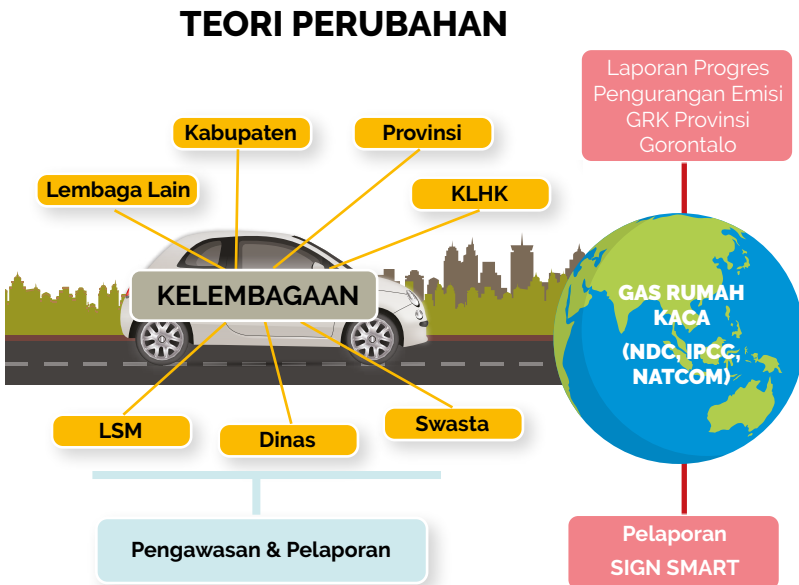 TEORI PERUBAHAN
Laporan Progres
Pengurangan Emisi
GRK Provinsi
Gorontalo
Kabupaten
Provinsi
Lembaga Lain
KLHK
KELEMBAGAAN
GAS RUMAH
KACA
(NDC, IPCC,
NATCOM)
LSM
Dinas
Swasta
Pengawasan & Pelaporan
Pelaporan
SIGN SMART